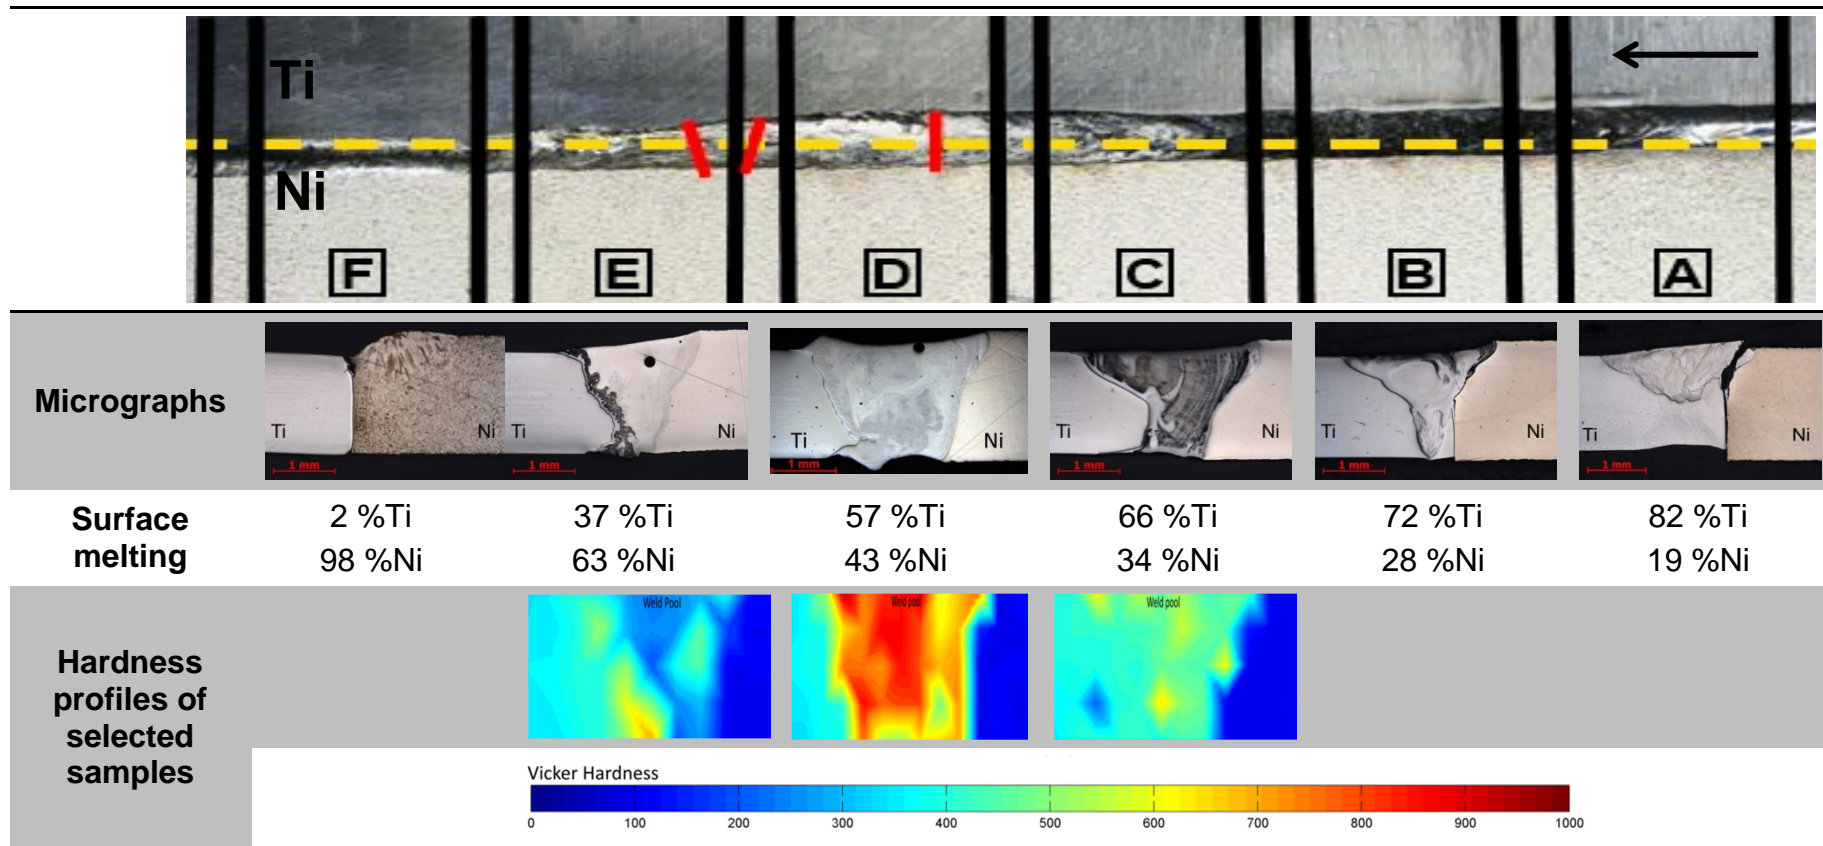 Ti
Ni
F E D C B A
Micrographs
Ti Ni Ti Ni Ti Ni Ti Ni Ti Ni Ti Ni
1 mm 1 mm 1 mm 1 mm 1 mm 1 mm
Surface
melting
2 %Ti 37 %Ti 57 %Ti 66 %Ti 72 %Ti 82 %Ti
98 %Ni 63 %Ni 43 %Ni 34 %Ni 28 %Ni 19 %Ni
Hardness
profiles of
selected
samples
Weld Pool Weld pool Weld pool
Vicker Hardness
0 100 200 300 400 500 600 700 800 900 1000